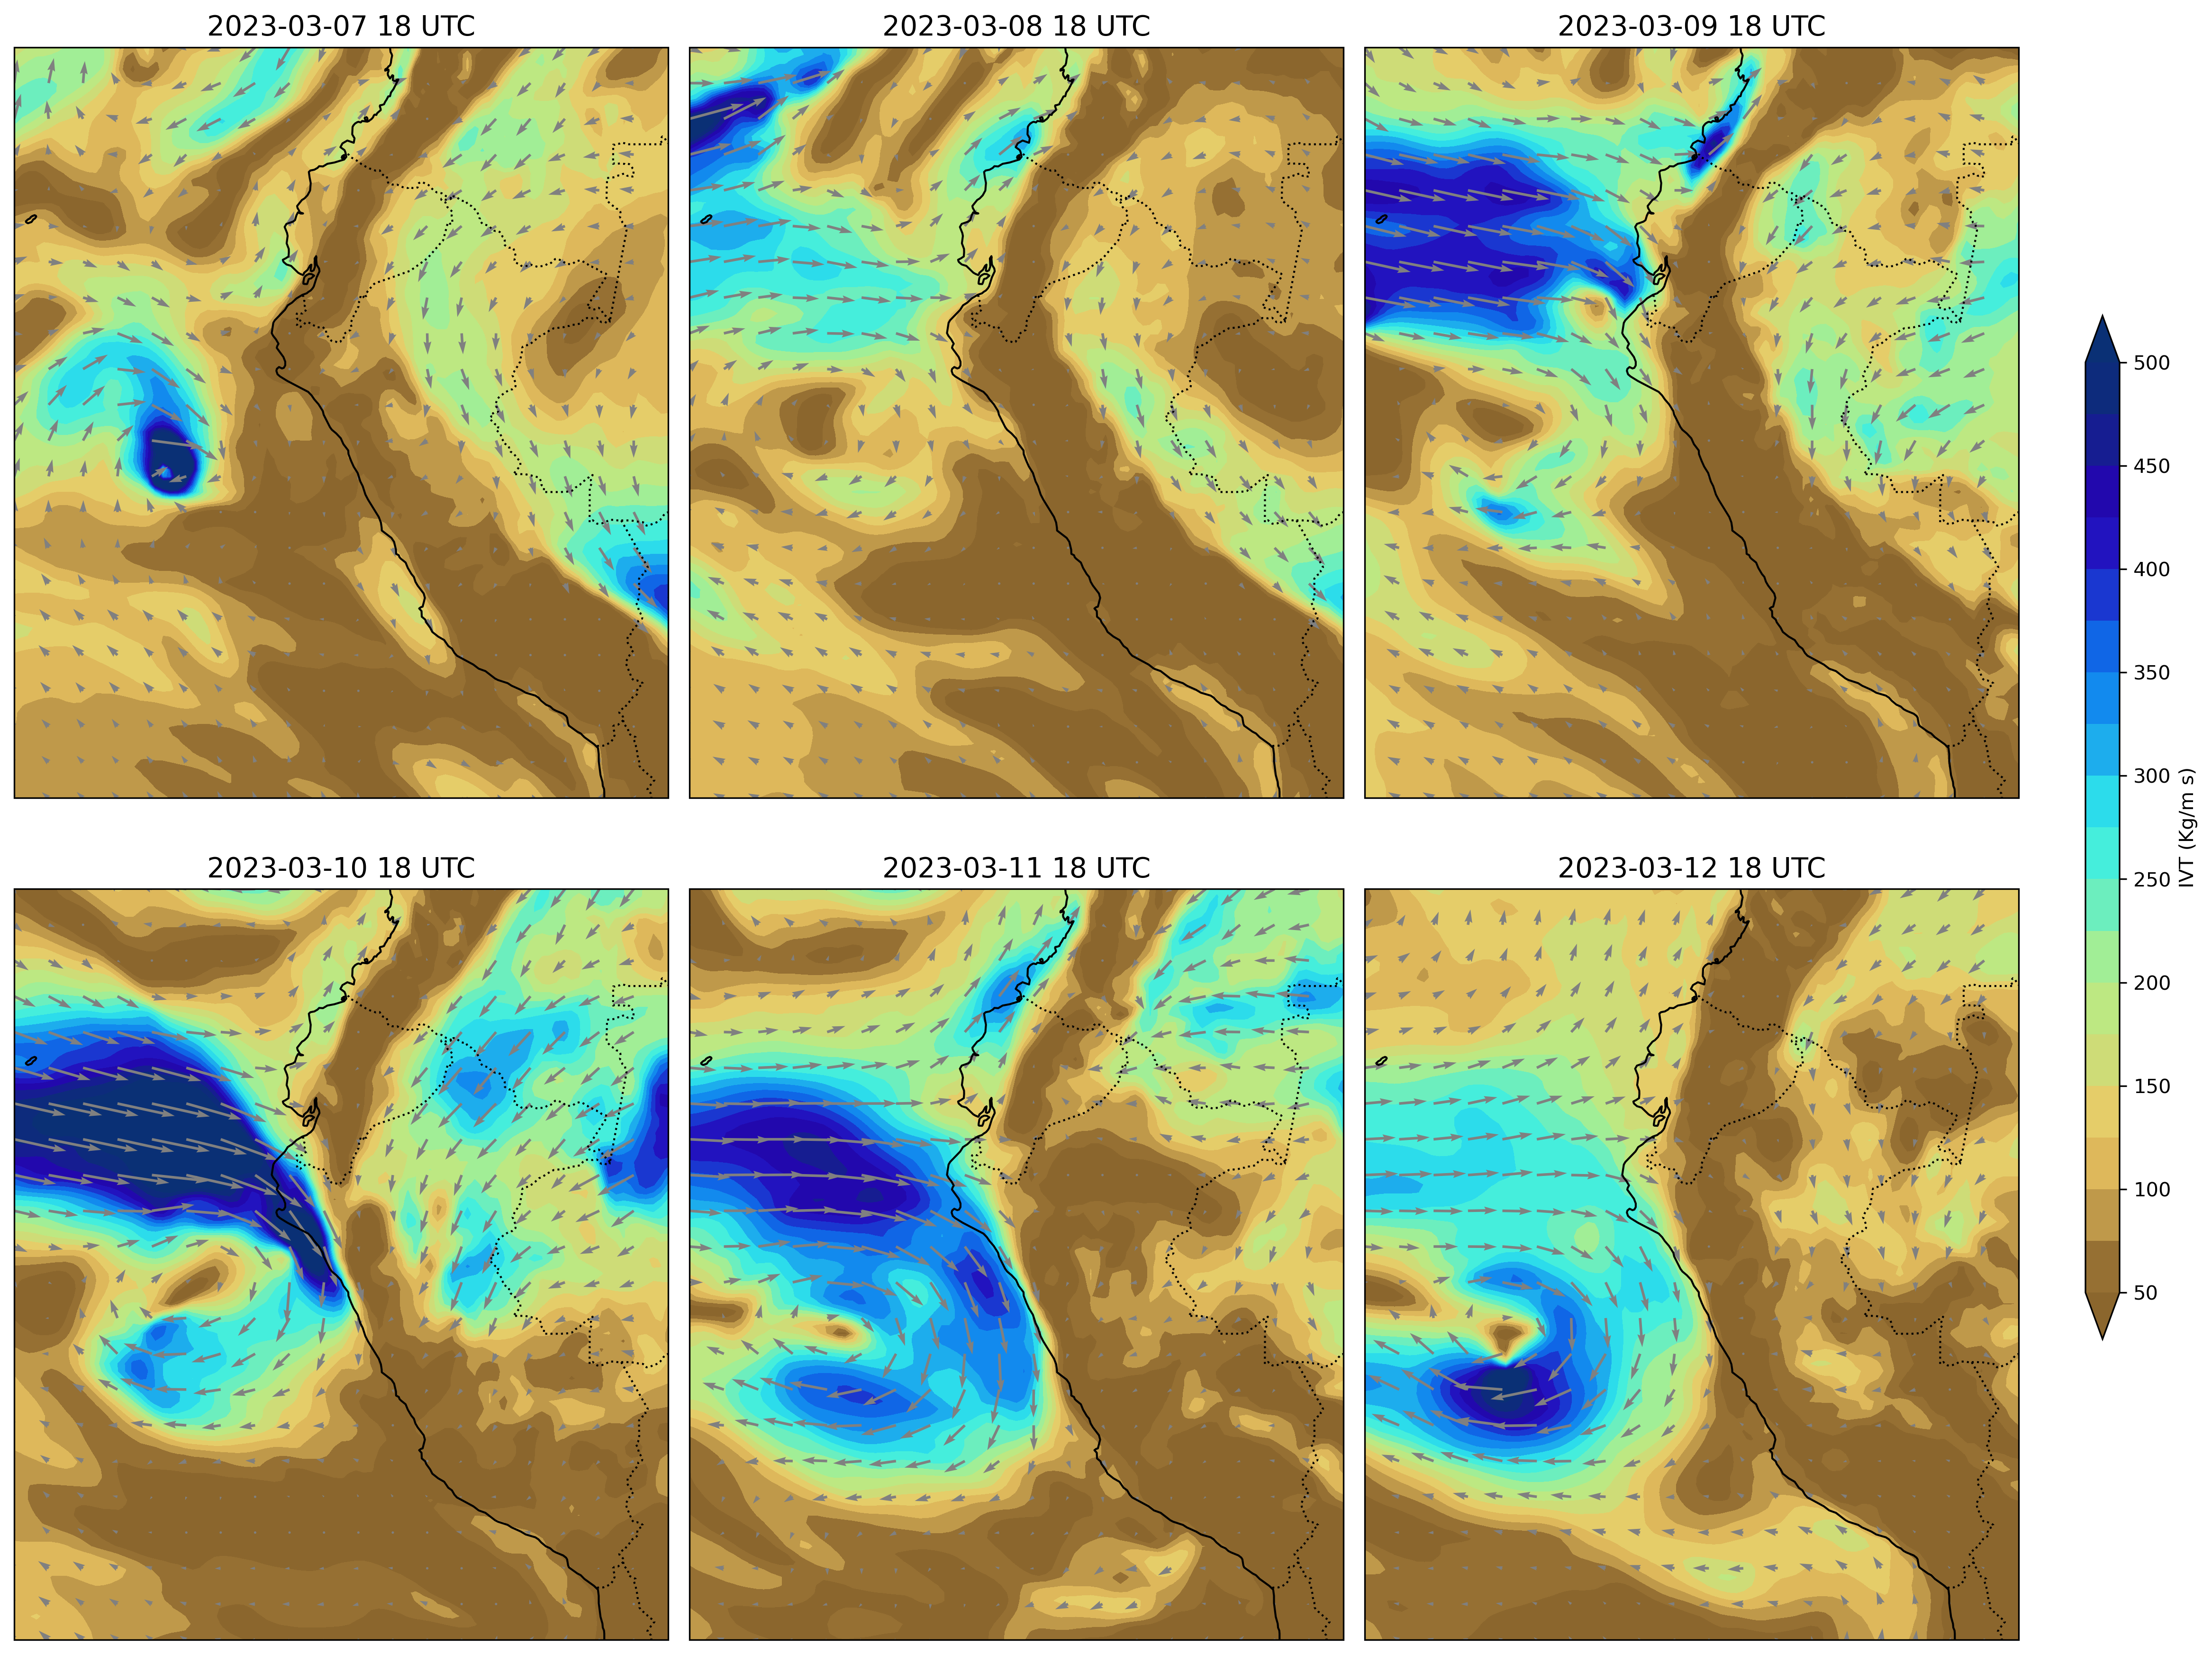 2023-03-07 18 UTC
2023-03-08 18 UTC
2023-03-09 18 UTC
2023-03-10 18 UTC
2023-03-11 18 UTC
2023-03-12 18 UTC
500
450
400
350
300
250
200
150
100
50
IVT (Kg/m s)